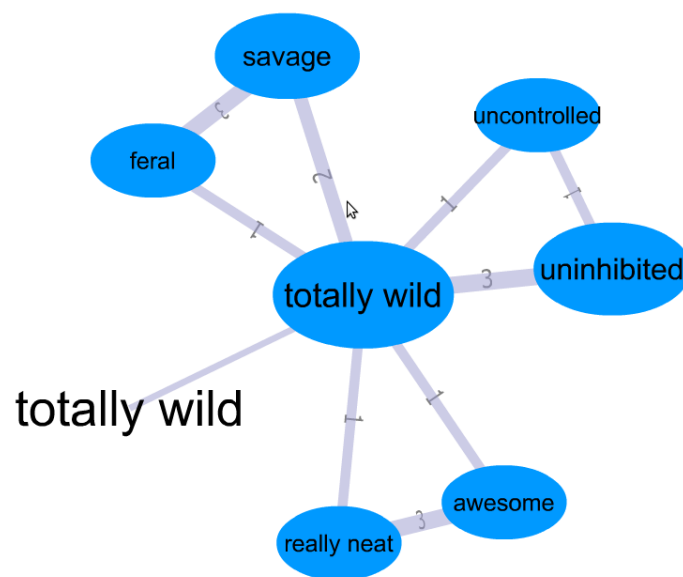 savage
uncontrolled
3
feral
2
1
1
1
uninhibited
3
totally wild
totally wild
1
1
awesome
3
really neat